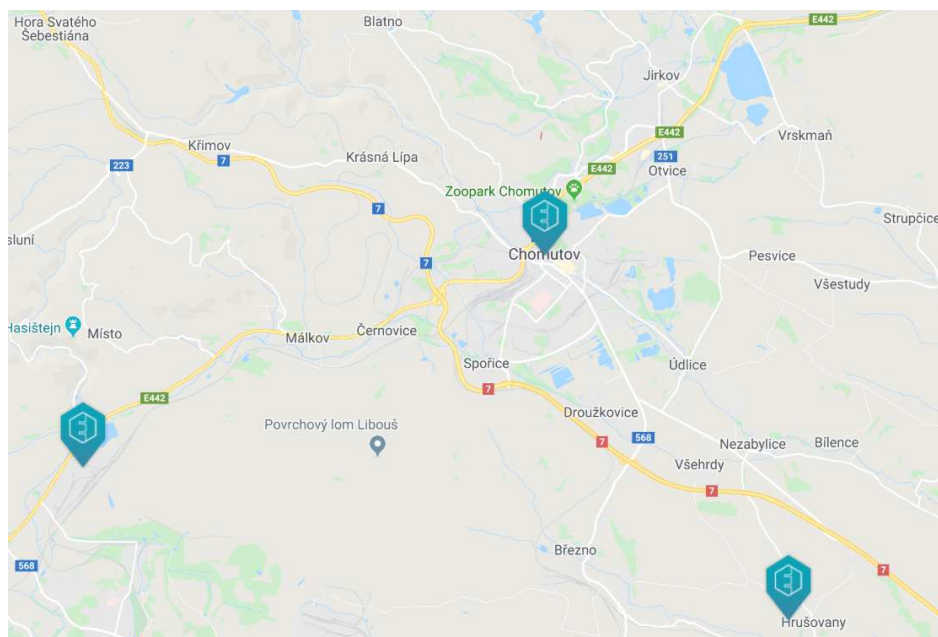 Hora Svatého
Šebestiána
Blatno
E442
Jirkov
E442
Vrskmaň
Křimov
7
Krásná Lípa
223
E442
251
Otvice
Zoopark Chomutov
7
Strupčice
sluní
7
Chomutov
Pesvice
Všestudy
Hasištejn
Místo
Málkov
Černovice
Spořice
Údlice
7
E442
Droužkovice
Povrchový lom Libouš
568
7
Nezabylice
Bílence
Všehrdy
7
Březno
568
7
Hrušovany